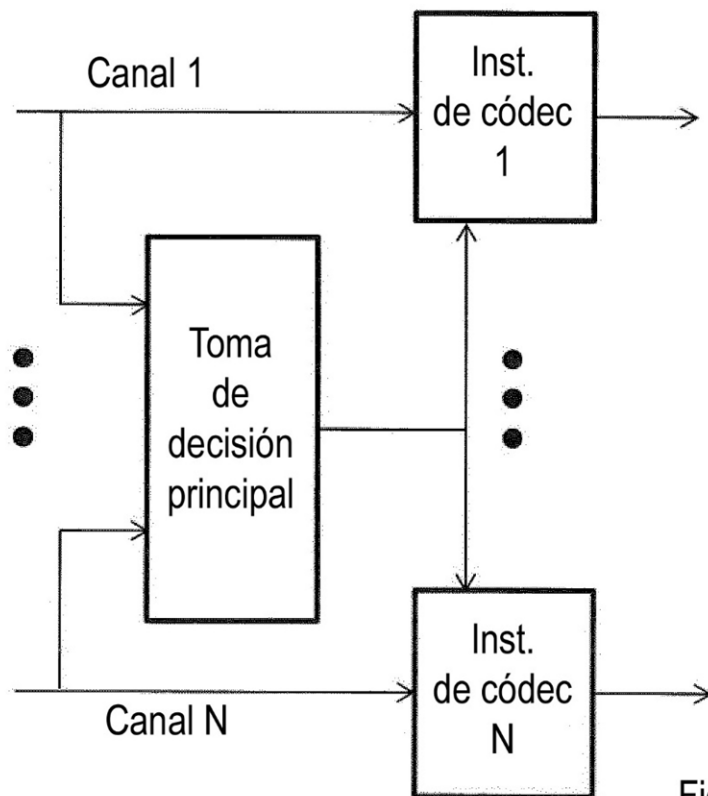 Canal 1
Inst.
de códec
1
Toma
de
decisión
principal
Inst.
de códec
N
Canal N